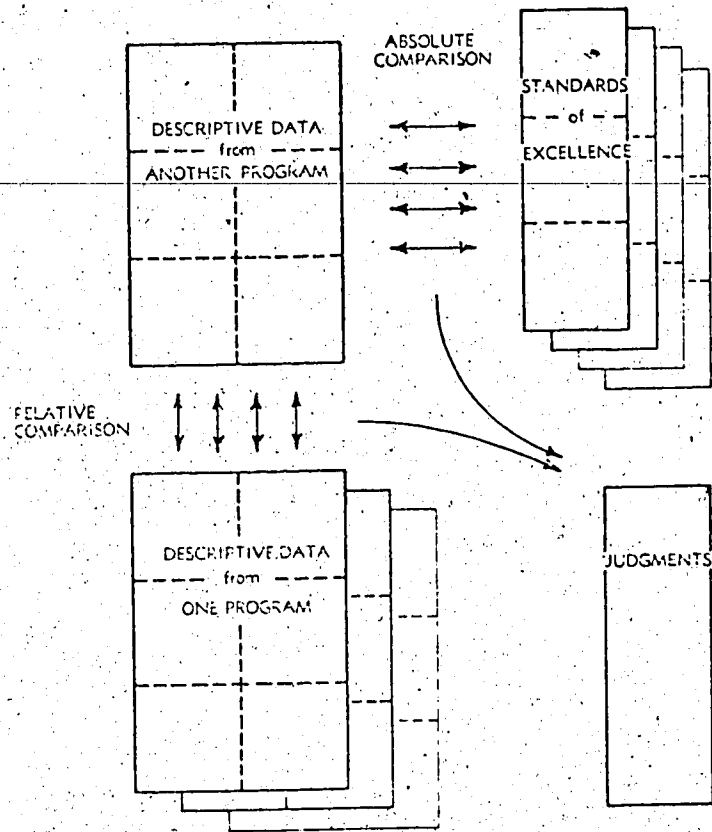 ABSOLUTE
COMPARISON
DESCRIPTIVE DATA
from
ANOTHER PROGRAM
STANDARDS
of
EXCELLENCE
RELATIVE
COMPARISON
DESCRIPTIVE DATA
from
ONE PROGRAM
JUDGMENTS